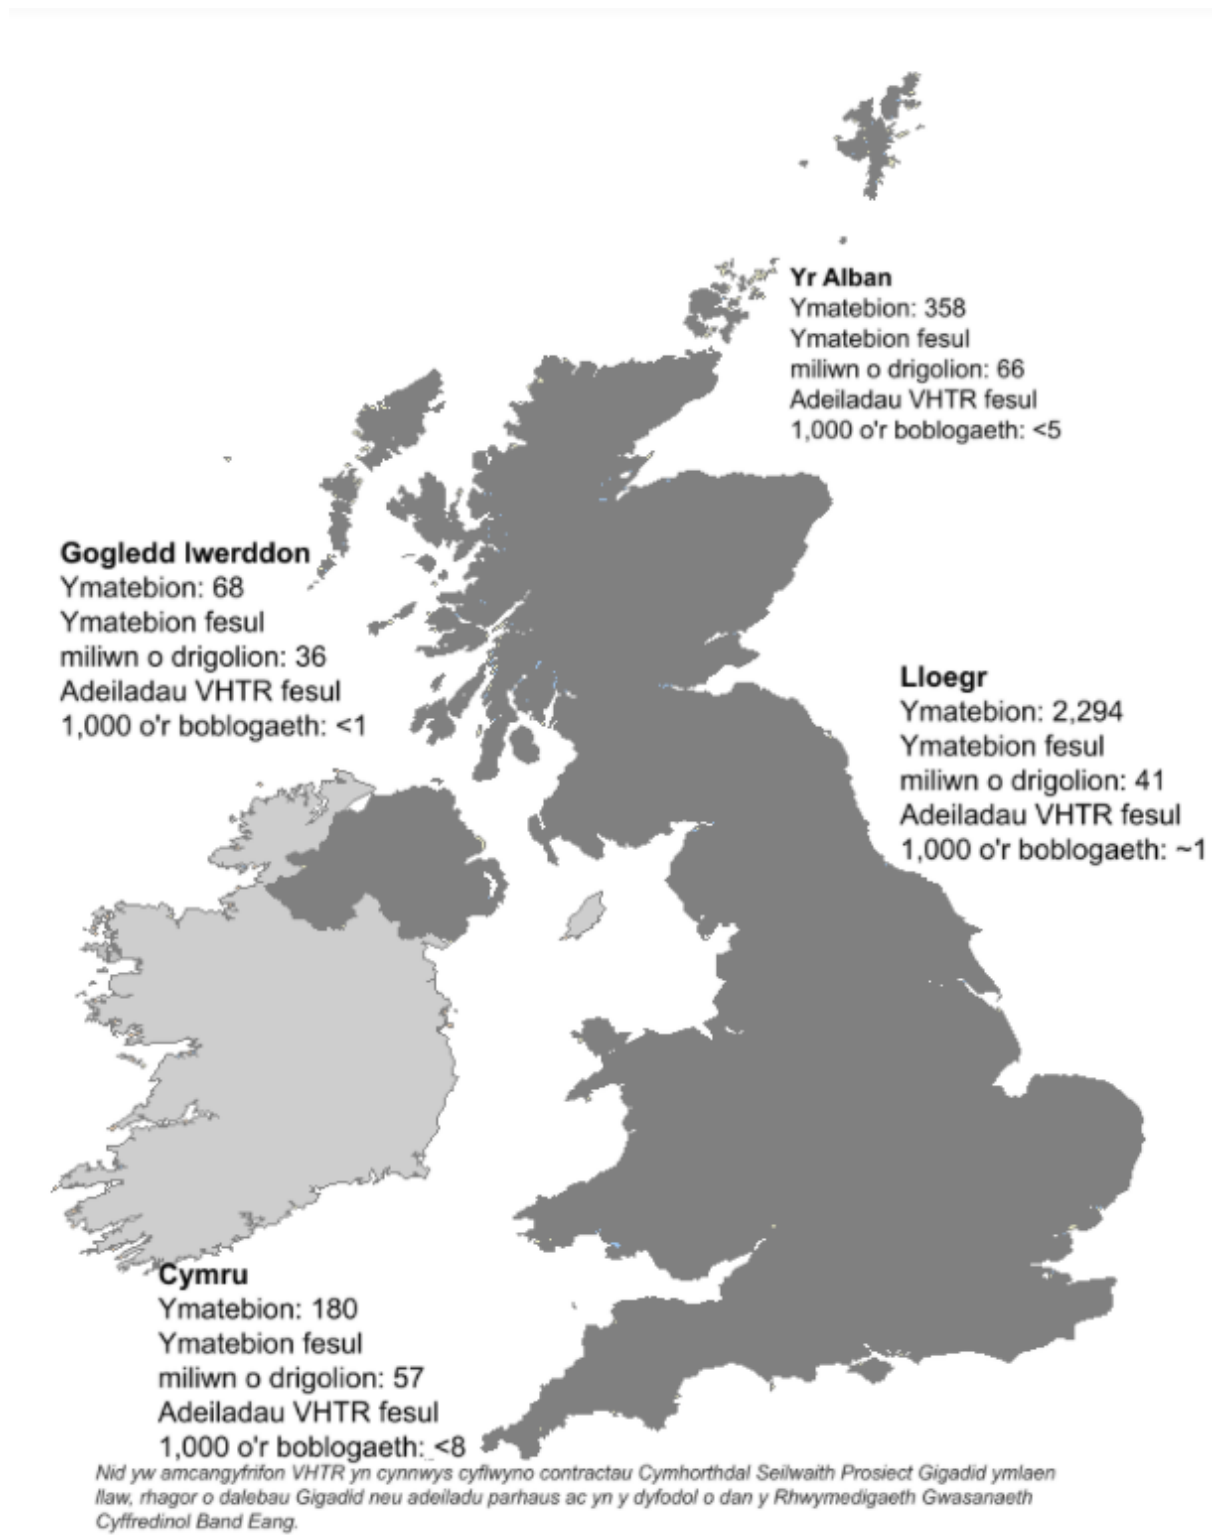 Yr Alban
Ymatebion: 358
Ymatebion fesul
miliwn o drigolion: 66
Adeiladau VHTR fesul
1,000 o'r boblogaeth: <5
Gogledd Iwerddon
Ymatebion: 68
Ymatebion fesul
miliwn o drigolion: 36
Adeiladau VHTR fesul
1,000 o'r boblogaeth: <1
Lloegr
Ymatebion: 2,294
Ymatebion fesul
miliwn o drigolion: 41
Adeiladau VHTR fesul
1,000 o'r boblogaeth: ~1
Cymru
Ymatebion: 180
Ymatebion fesul
miliwn o drigolion: 57
Adeiladau VHTR fesul
1,000 o'r boblogaeth: <8
Nid yw amcangyfrifon VHTR yn cynnwys cyflwyno contractau Cymhorthdal Seilwaith Prosiect Gigadid ymlaen
llaw, rhagor o dalebau Gigadid neu adeiladu parhaus ac yn y dyfodol o dan y Rhwymedigaeth Gwasanaeth
Cyffredinol Band Eang.